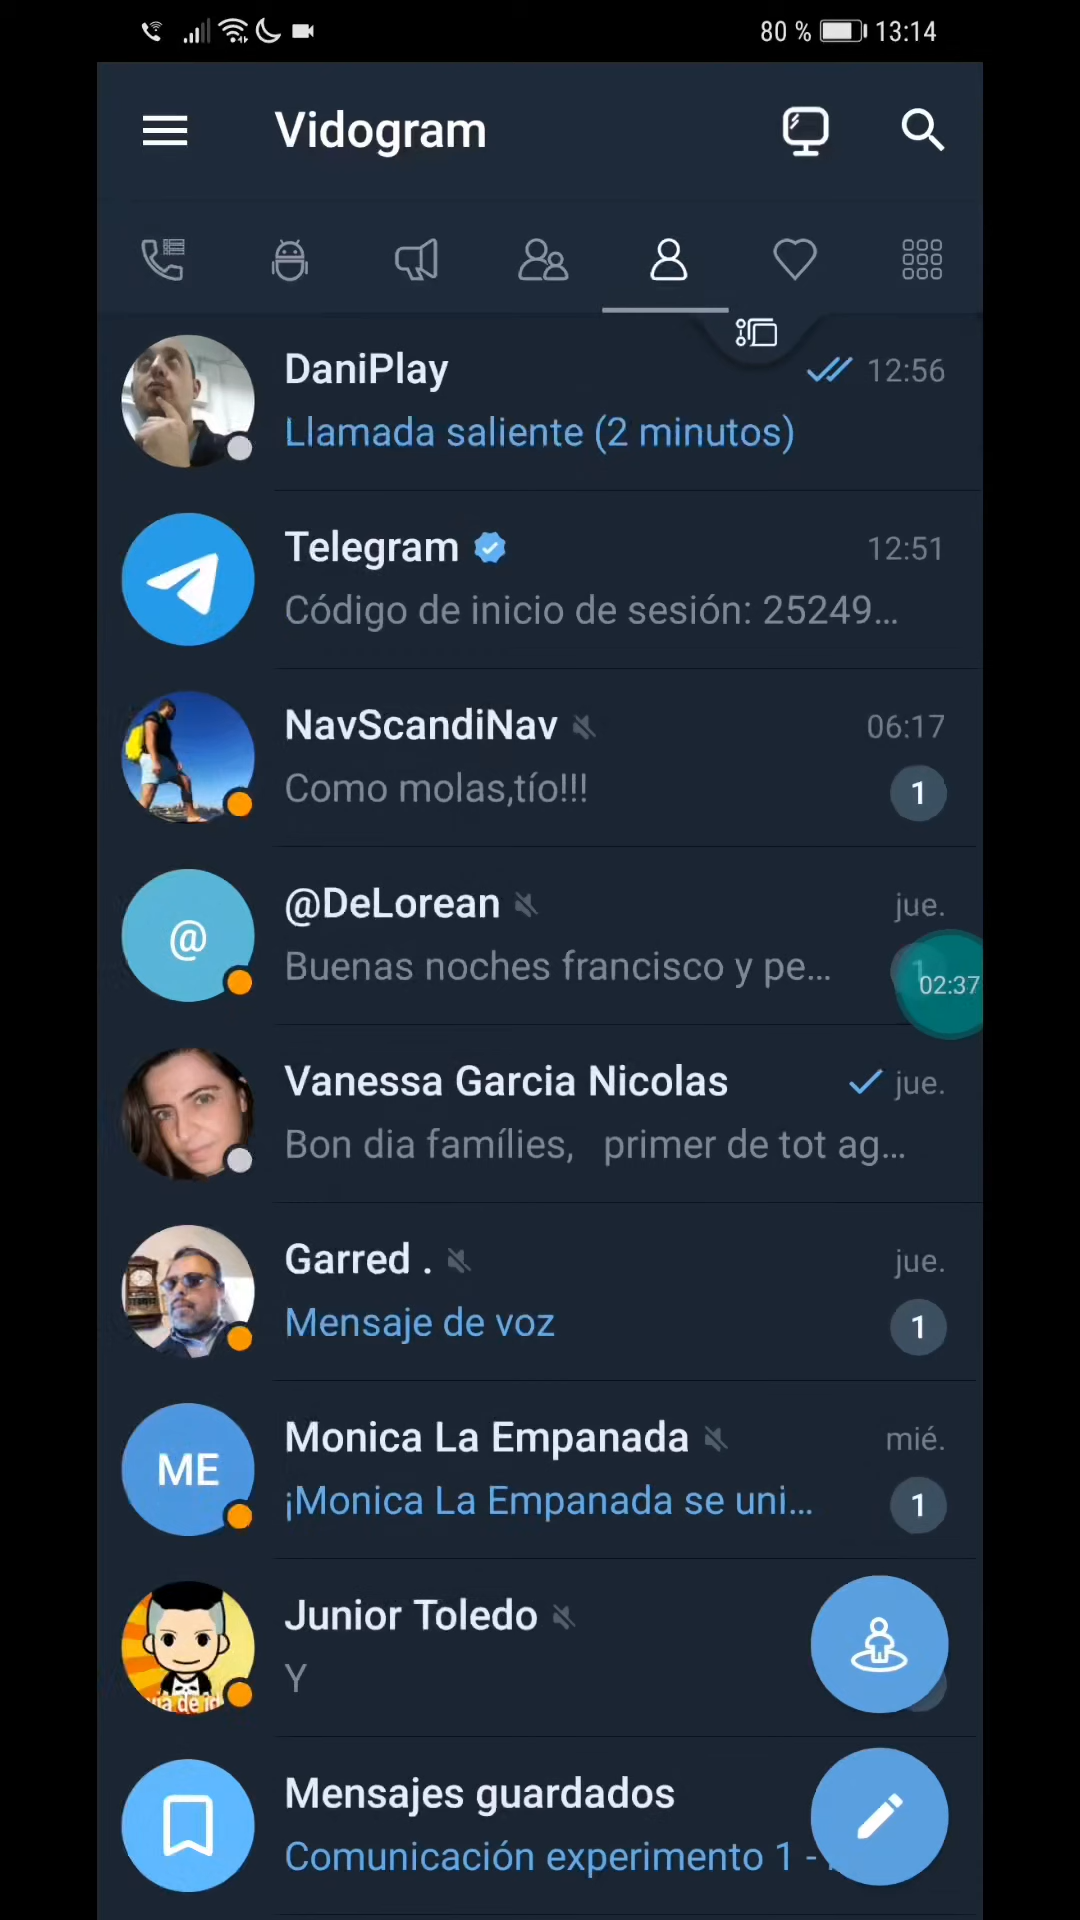 80 % 13:14
Vidogram
DaniPlay 12:56
Llamada saliente (2 minutos)
Telegram 12:51
Código de inicio de sesión: 25249...
NavScandiNav 06:17
Como molas,tío!!! 1
@
@DeLorean jue.
Buenas noches francisco y pe... 1
02:37
Vanessa Garcia Nicolas jue.
Bon dia famílies, primer de tot ag...
Garred . jue.
Mensaje de voz 1
ME
Monica La Empanada mié.
¡Monica La Empanada se uni... 1
Junior Toledo
Y
Mensajes guardados
Comunicación experimento 1 -